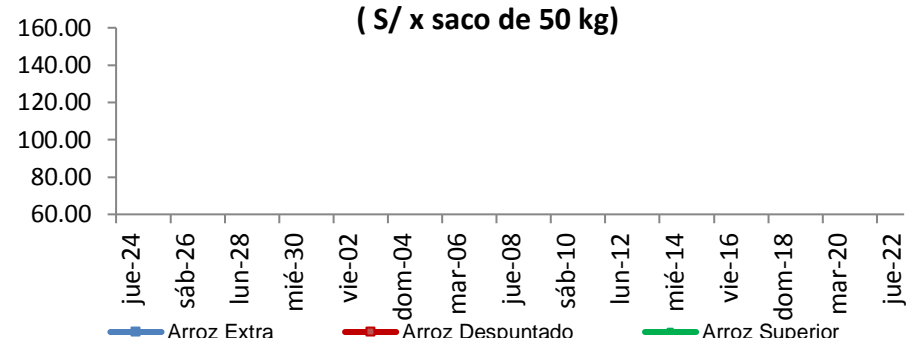 ( S/ x saco de 50 kg)
160.00
140.00
120.00
100.00
80.00
60.00
jue-24
sáb-26
lun-28
mié-30
vie-02
dom-04
mar-06
jue-08
sáb-10
lun-12
mié-14
vie-16
dom-18
mar-20
jue-22
Arroz Extra Arroz Despuntado Arroz Superior